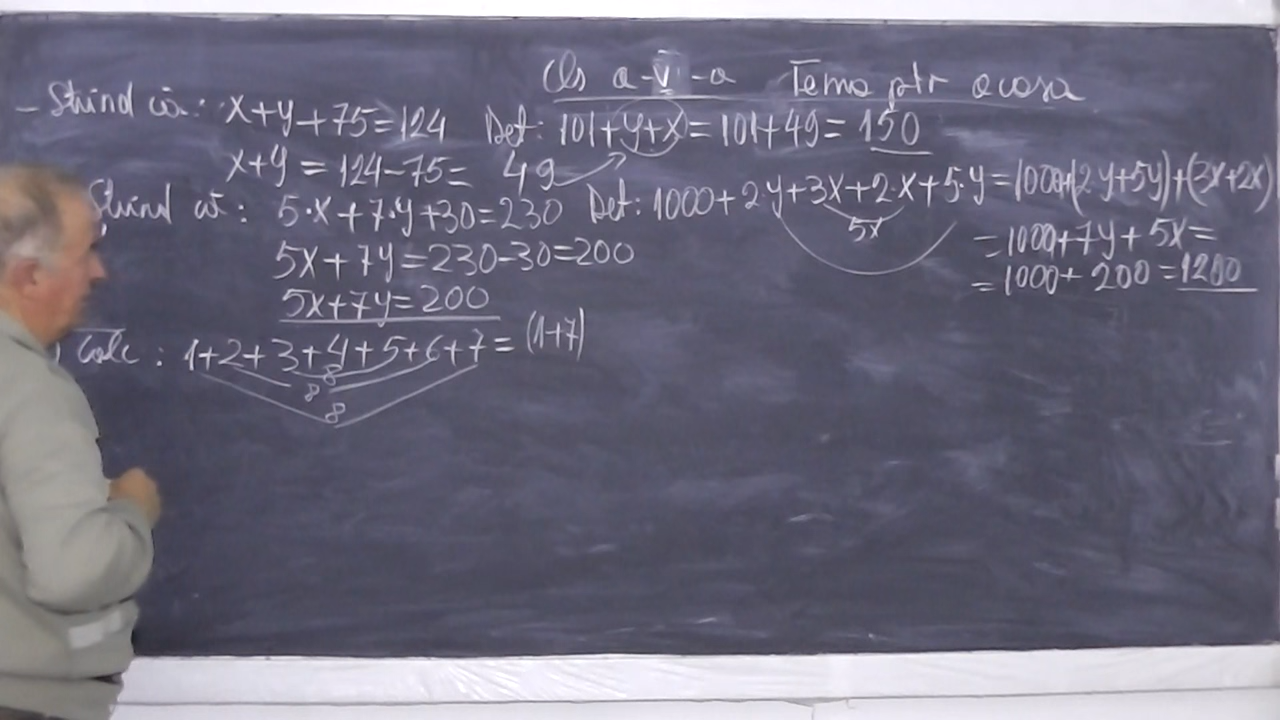 Cls a-V-a Tema ptr acasa
- Stiind că: x+y+75=124 Det: 101+y+x=101+49=150
x+y=124-75=49
Stiind că: 5·x+7·y+30=230 Det: 1000+2y+3x+2·x+5·y=1000+(2y+5y)+(3x+2x)
5x
5x+7y=230-30=200
=1000+7y+5x=
5x+7y=200
=1000+200=1200
Calc: 1+2+3+4+5+6+7=(1+7)
8
8
8